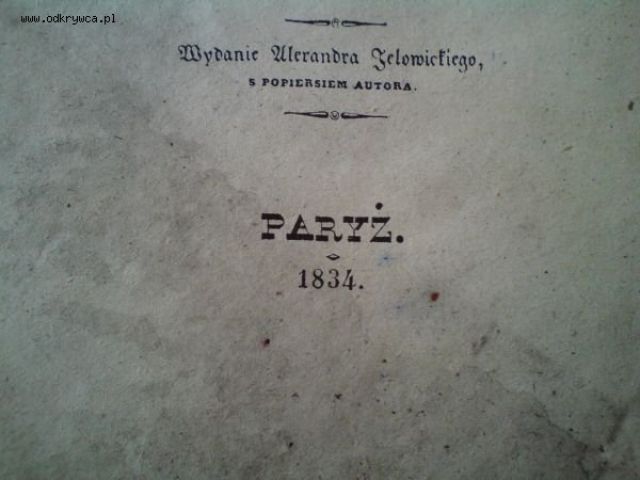 www.odkrywca.pl
Wydanie Alexandra Jełowickiego,
S POPIERSIEM AUTORA.
PARYŻ.
1834.